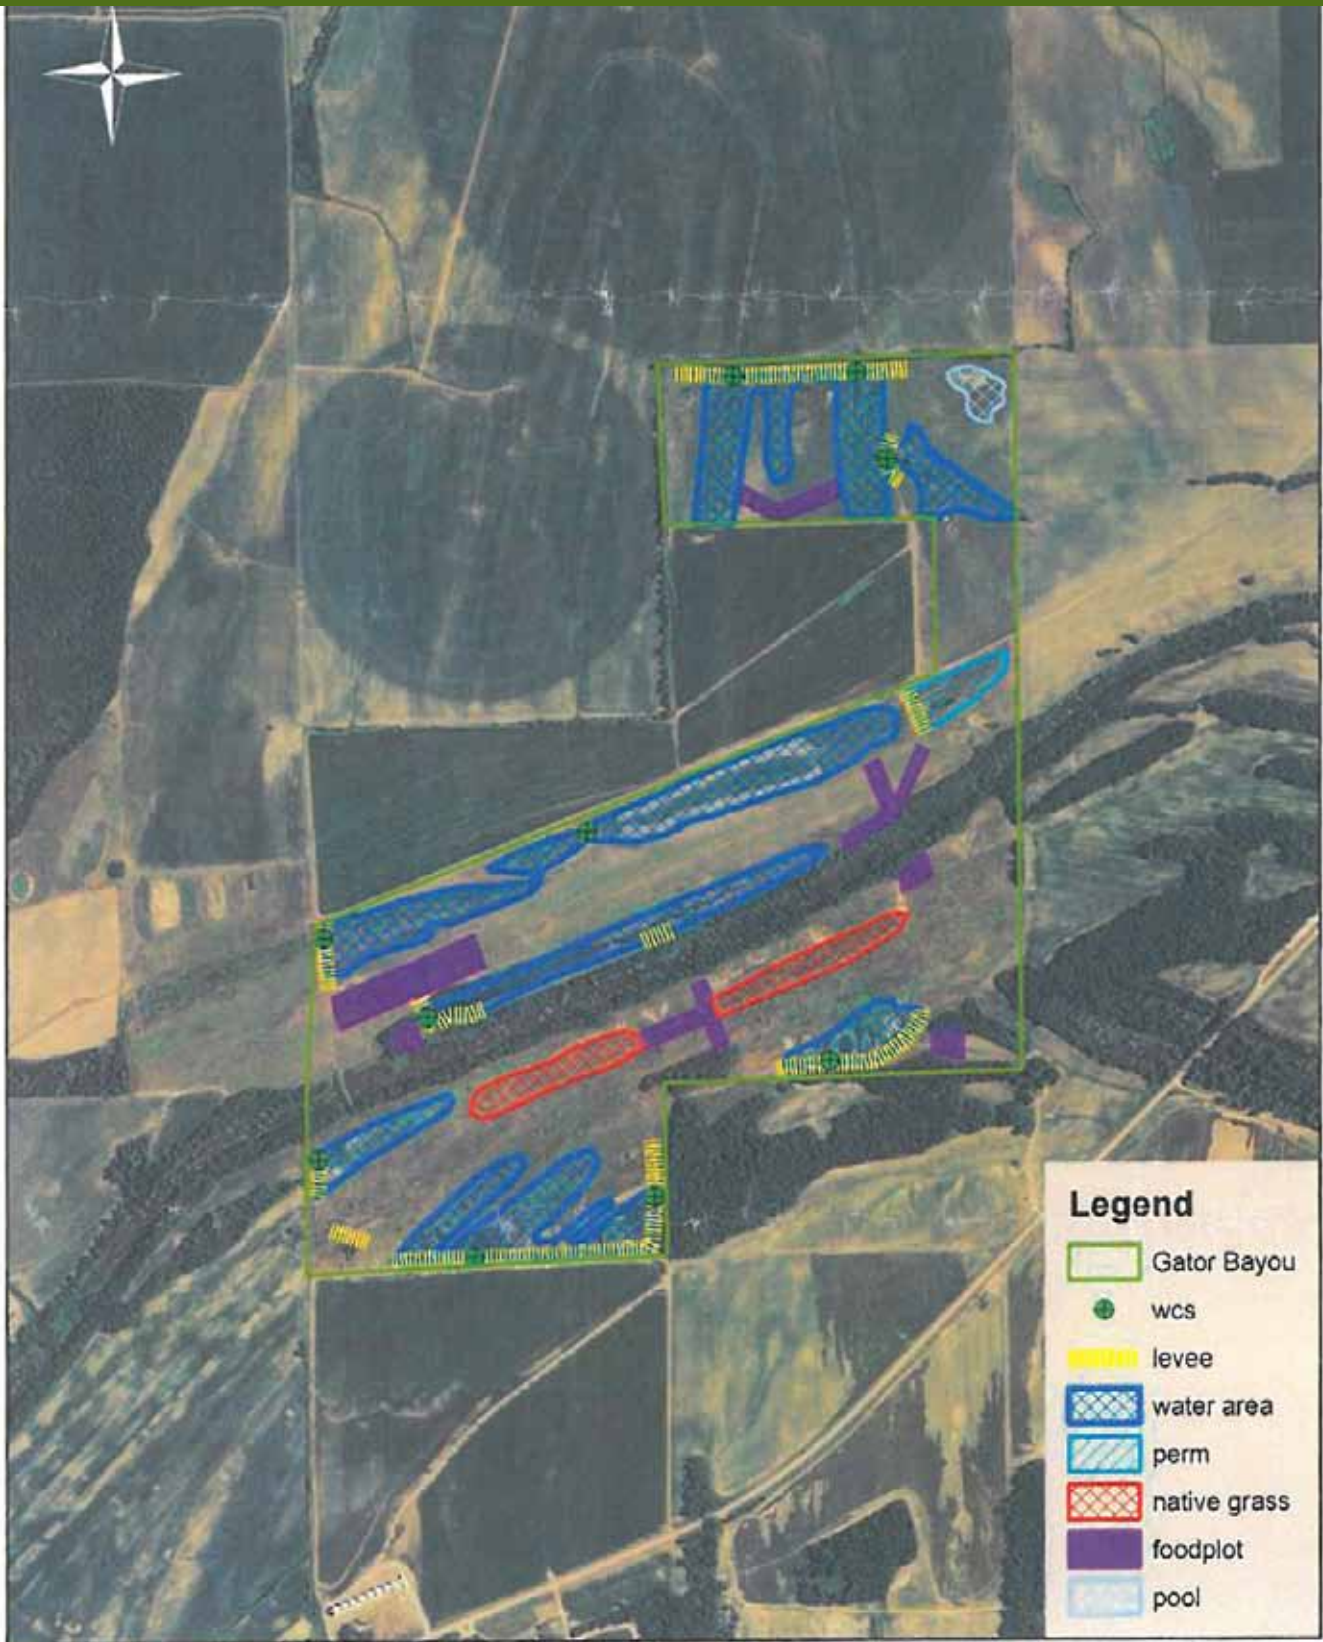 Legend
Gator Bayou
wcs
levee
water area
perm
native grass
foodplot
pool